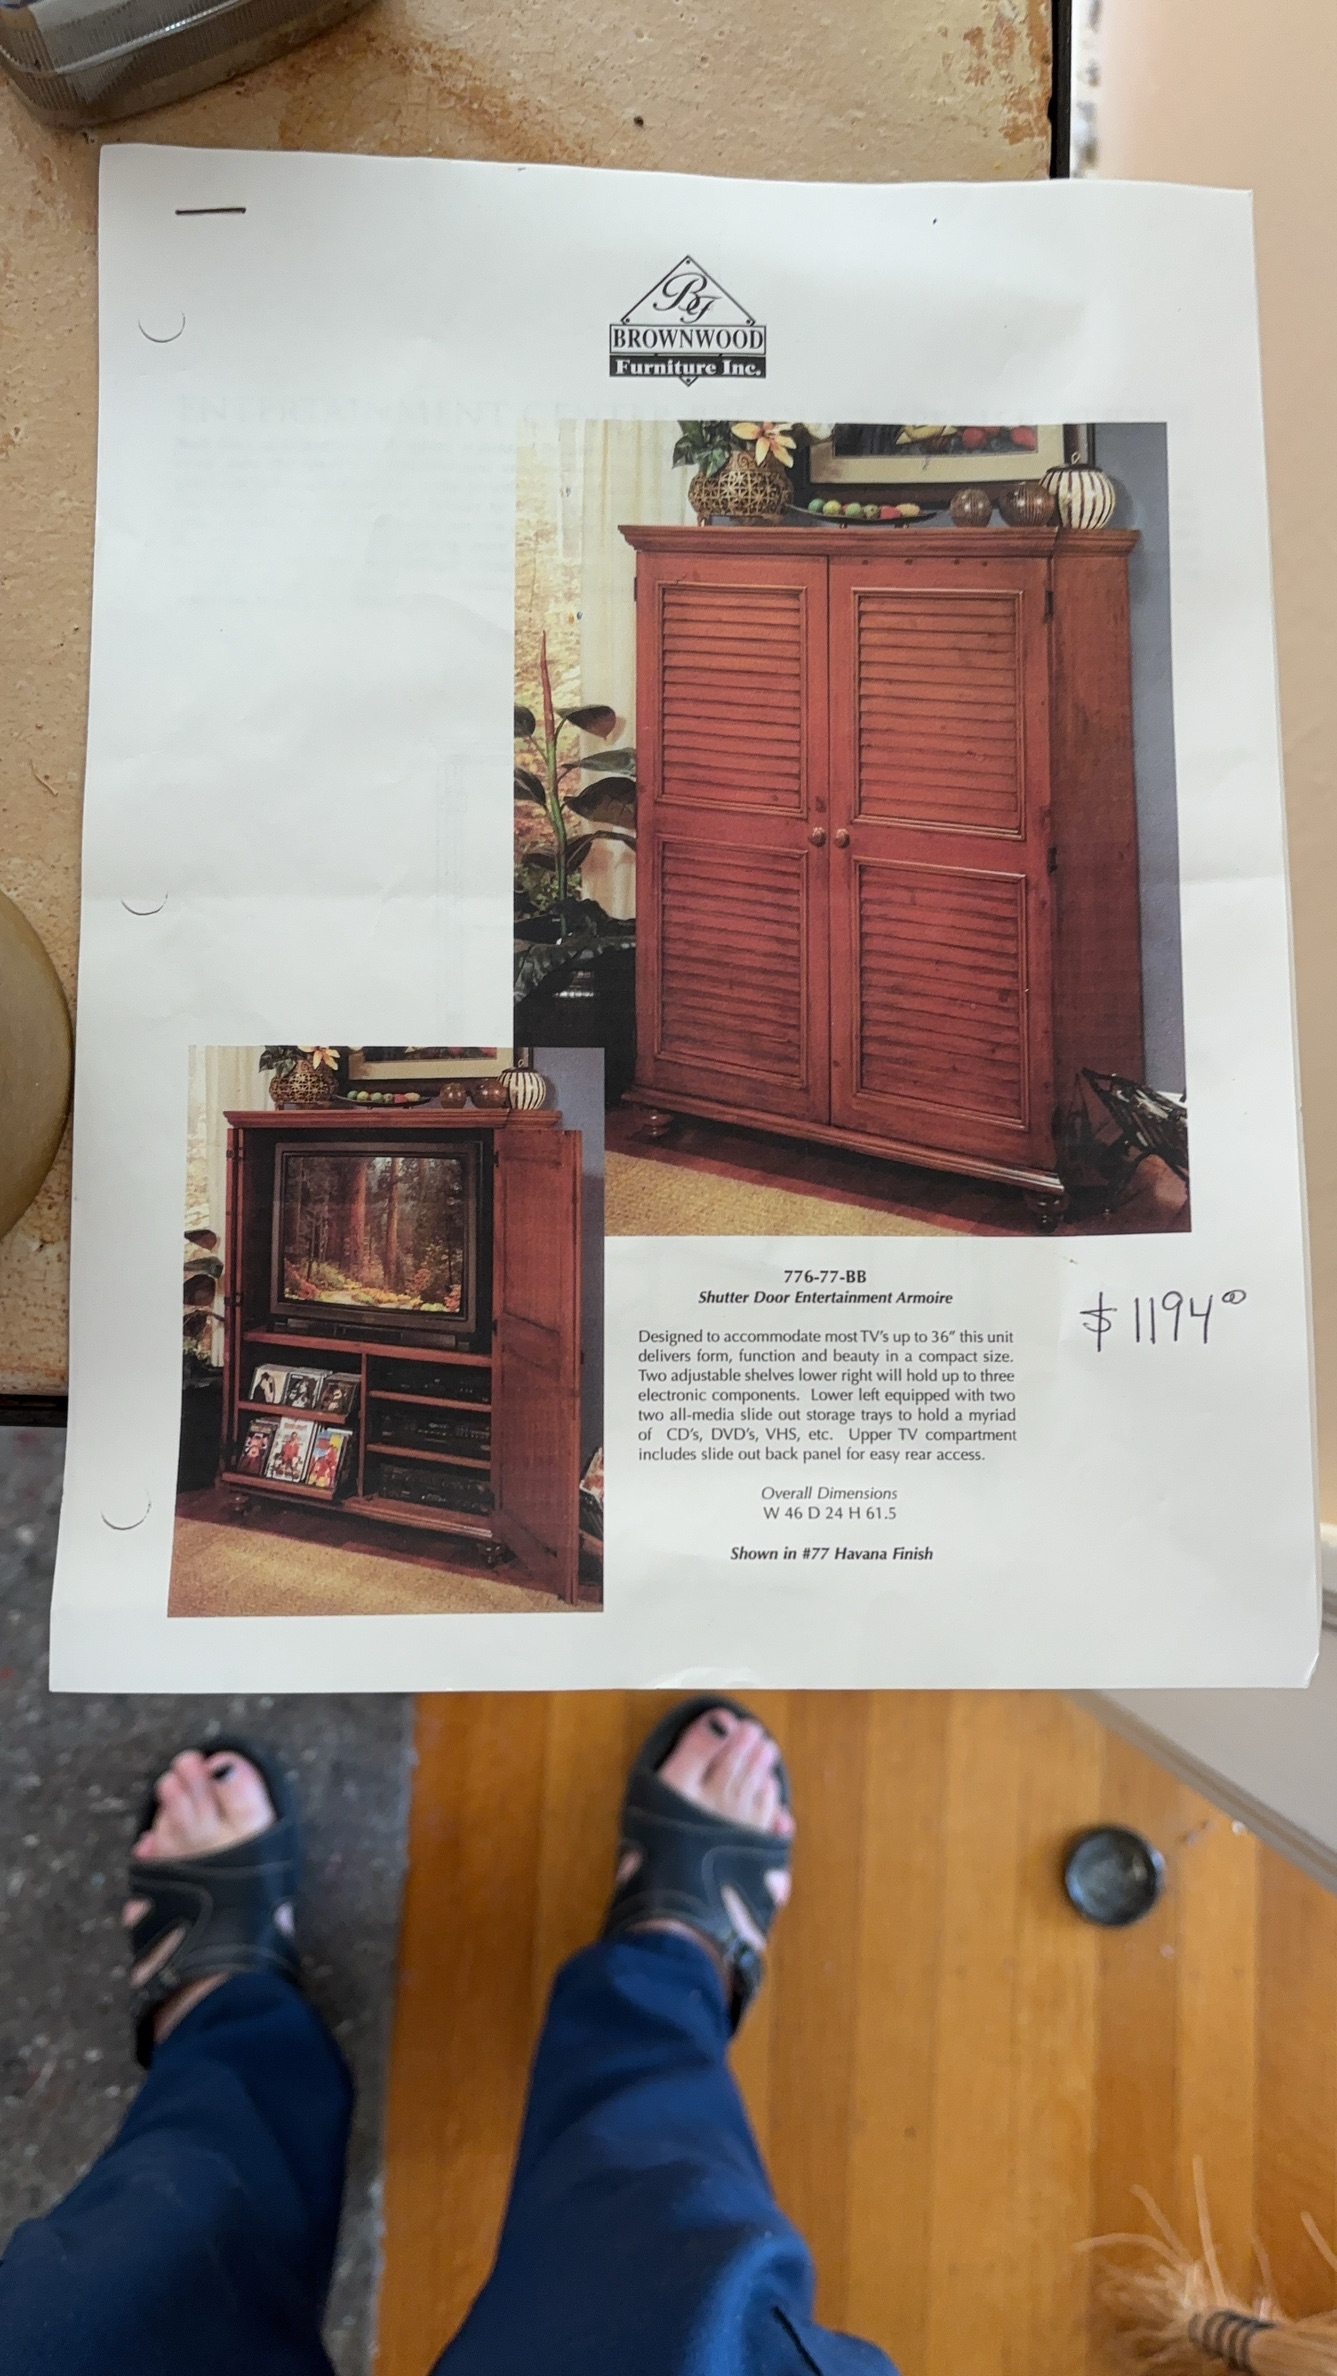 BF
BROWNWOOD
Furniture Inc.
776-77-BB
Shutter Door Entertainment Armoire
$ 1194⁰⁰
Designed to accommodate most TV's up to 36" this unit
delivers form, function and beauty in a compact size.
Two adjustable shelves lower right will hold up to three
electronic components. Lower left equipped with two
two all-media slide out storage trays to hold a myriad
of CD's, DVD's, VHS, etc. Upper TV compartment
includes slide out back panel for easy rear access.
Overall Dimensions
W 46 D 24 H 61.5
Shown in #77 Havana Finish